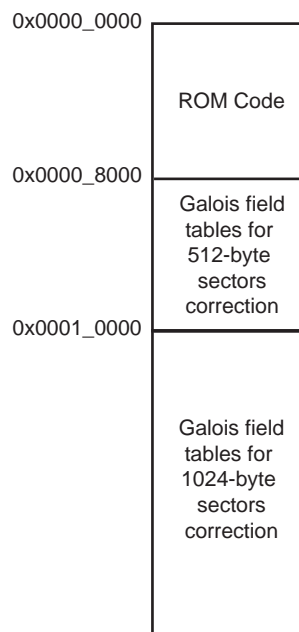 0x0000_0000
ROM Code
0x0000_8000
Galois field
tables for
512-byte
sectors
correction
0x0001_0000
Galois field
tables for
1024-byte
sectors
correction